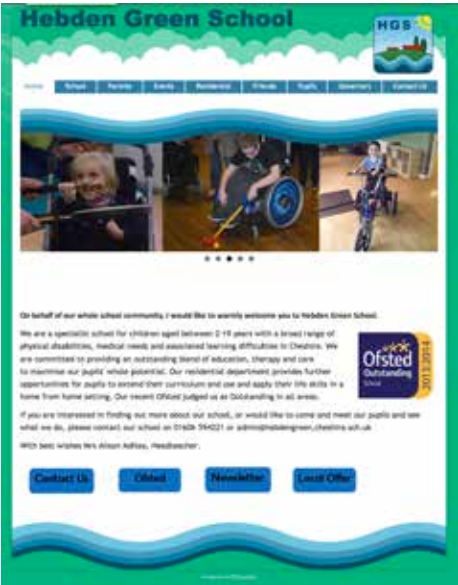 Hebden Green School
HGS
Home School Parents Events Residential Friends Pupils Governors Contact Us
On behalf of our whole school community, I would like to warmly welcome you to Hebden Green School.
We are a specialist school for children aged between 2-19 years with a broad range of
physical disabilities, medical needs and associated learning difficulties in Cheshire. We
are committed to providing an outstanding blend of education, therapy and care
to maximise our pupils' whole potential. Our residential department provides further
opportunities for pupils to extend their curriculum and use and apply their life skills in a
home from home setting. Our recent Ofsted judged us as Outstanding in all areas.
Ofsted
Outstanding
School
2013|2014
If you are interested in finding out more about our school, or would like to come and meet our pupils and see
what we do, please contact our school on 01606 594221 or admin@hebdengreen.cheshire.sch.uk
With best wishes Mrs Alison Ashley, Headteacher.
Contact Us
Ofsted
Newsletter
Local Offer